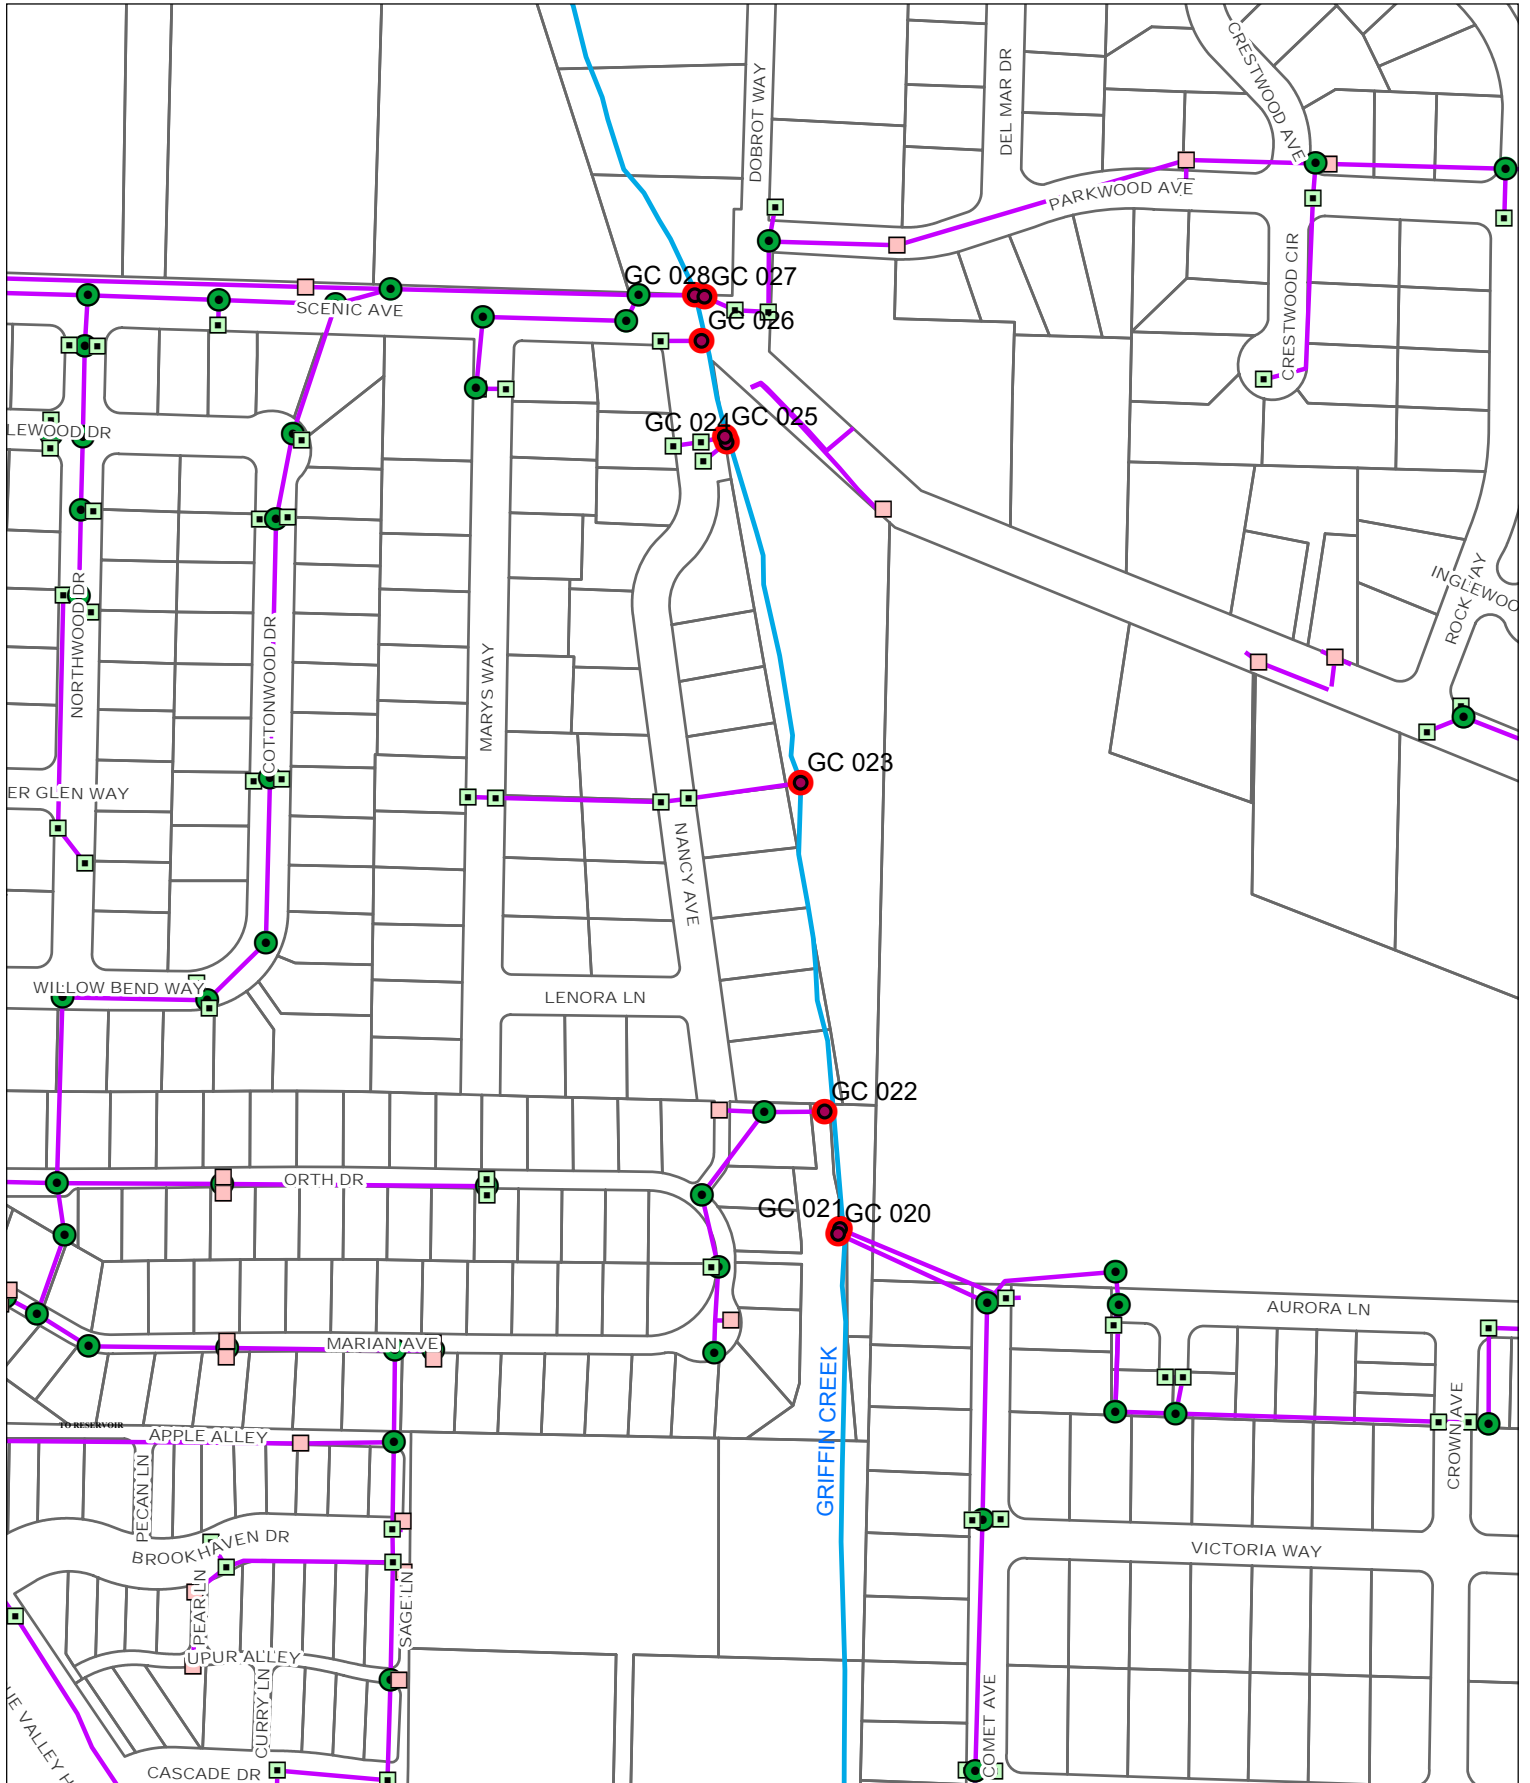 CRESTWOOD AVE
DEL MAR DR
DOBROT WAY
PARKWOOD AVE
GC 028
GC 027
SCENIC AVE
GC 026
CRESTWOOD CIR
GC 024
GC 025
LEWOOD DR
INGLEWOO
ROCK
AY
NORTHWOOD DR
COTTONWOOD DR
MARYS WAY
GC 023
ER GLEN WAY
NANCY AVE
WILLOW BEND WAY
LENORA LN
GC 022
ORTH DR
GC 021
GC 020
AURORA LN
MARIAN AVE
GRIFFIN CREEK
CROWN AVE
TO RESERVOIR
APPLE ALLEY
PECAN LN
BROOKHAVEN DR
VICTORIA WAY
PEAR LN
SAGE LN
UPUR ALLEY
CURRY LN
COMET AVE
UE VALLEY H
CASCADE DR